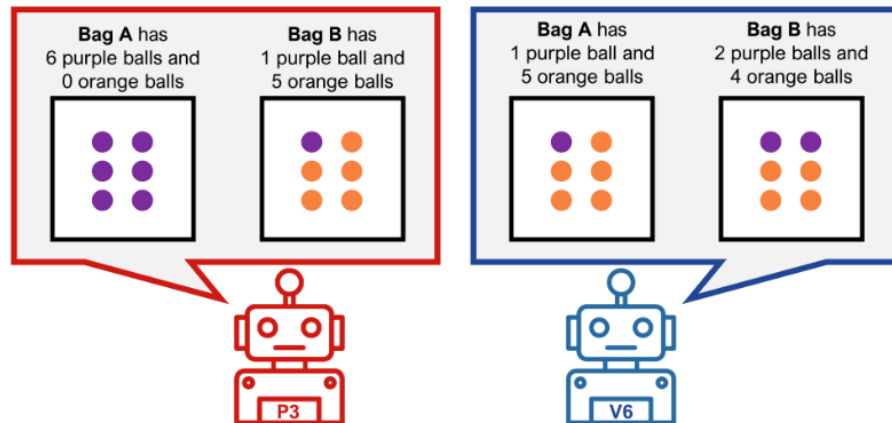 Bag A has
6 purple balls and
0 orange balls
Bag B has
1 purple ball and
5 orange balls
Bag A has
1 purple ball and
5 orange balls
Bag B has
2 purple balls and
4 orange balls
P3
V6